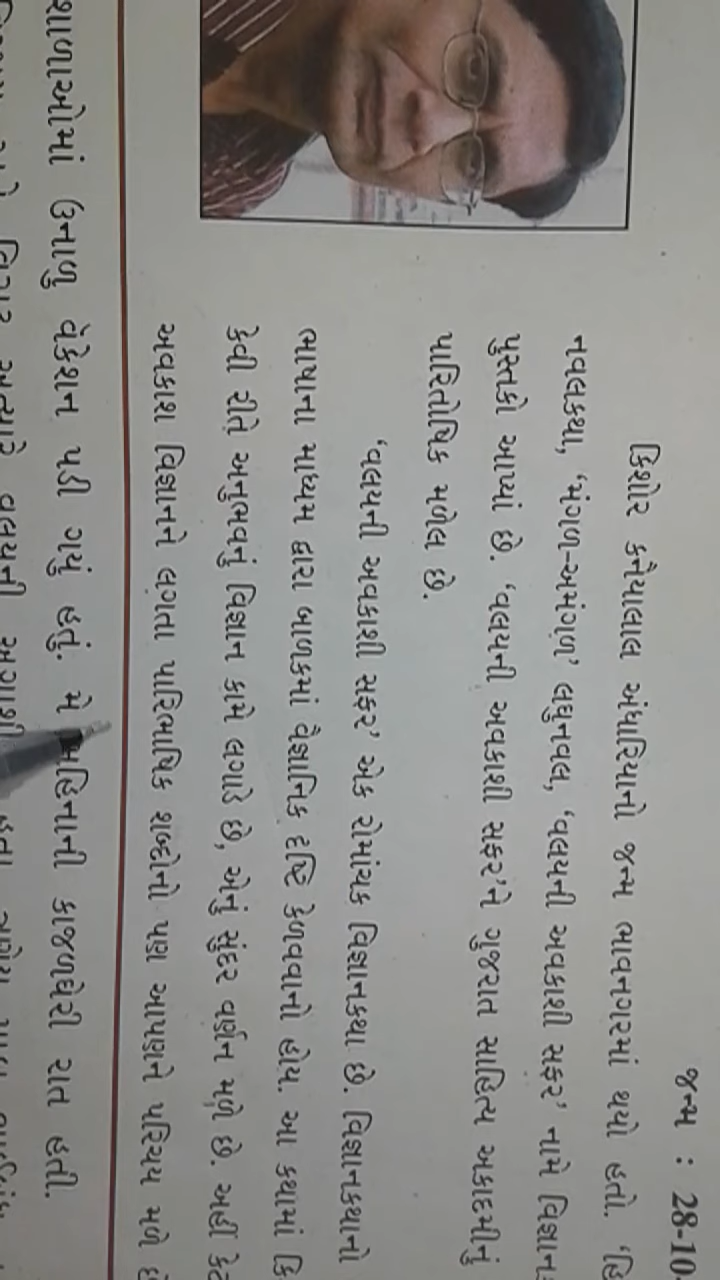 જન્મ : 28-10
કિશોર કનૈયાલાલ અંધારિયાનો જન્મ ભાવનગરમાં થયો હતો.
નવલકથા, ‘મંગળ-અમંગળ’ લઘુનવલ, ‘વલયની અવકાશી સફર’ નામે વિજ્ઞાન
પુસ્તકો આપ્યાં છે. ‘વલયની અવકાશી સફર’ને ગુજરાત સાહિત્ય અકાદમીનું
પારિતોષિક મળેલ છે.
‘વલયની અવકાશી સફર’ એક રોમાંચક વિજ્ઞાનકથા છે. વિજ્ઞાનકથાનો
ભાષાના માધ્યમ દ્વારા બાળકમાં વૈજ્ઞાનિક દૃષ્ટિ કેળવવાનો હોય. આ કથામાં
કેવી રીતે અનુભવનું વિજ્ઞાન કામે લગાડે છે, એનું સુંદર વર્ણન મળે છે. અહીં
અવકાશ વિજ્ઞાનને લગતા પારિભાષિક શબ્દોનો પણ આપણને પરિચય મળે
શાળાઓમાં ઉનાળુ વેકેશન પડી ગયું હતું. મે મહિનાની કાજળઘેરી રાત હતી.